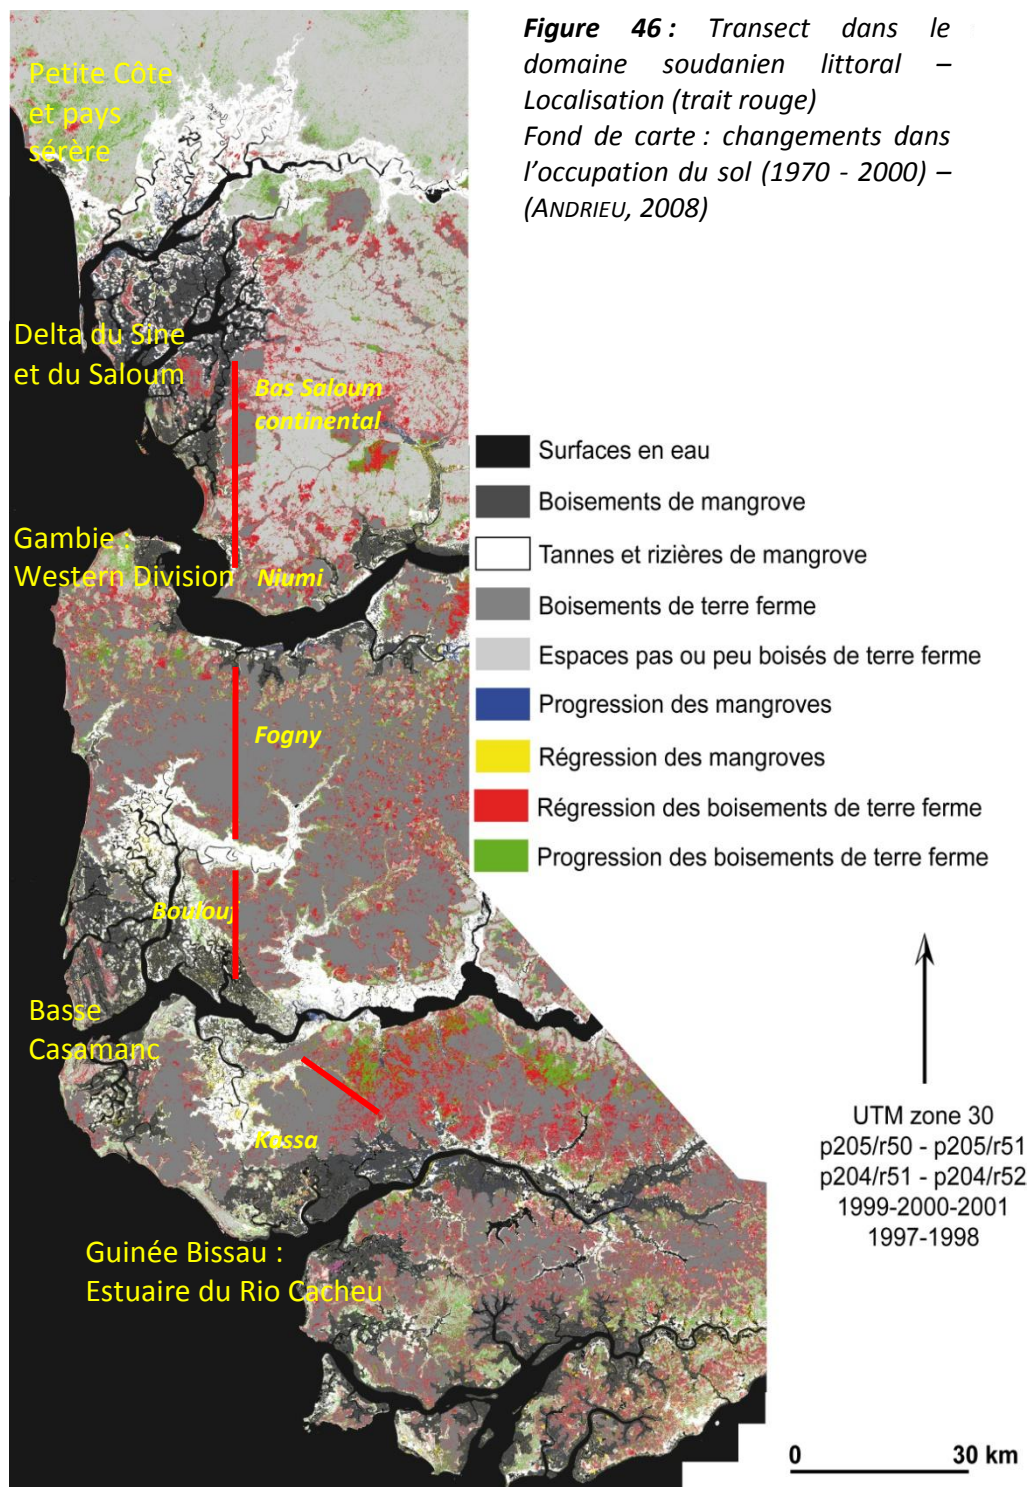 Figure 46 : Transect dans le
domaine soudanien littoral –
Localisation (trait rouge)
Fond de carte : changements dans
l'occupation du sol (1970 - 2000) –
(ANDRIEU, 2008)
Petite Côte
et pays
sérère
Delta du Sine
et du Saloum
Bas Saloum
continental
Gambie :
Western Division
Niumi
Fogny
Boulouf
Basse
Casamanc
Kassa
Guinée Bissau :
Estuaire du Rio Cacheu
Surfaces en eau
Boisements de mangrove
Tannes et rizières de mangrove
Boisements de terre ferme
Espaces pas ou peu boisés de terre ferme
Progression des mangroves
Régression des mangroves
Régression des boisements de terre ferme
Progression des boisements de terre ferme
UTM zone 30
p205/r50 - p205/r51
p204/r51 - p204/r52
1999-2000-2001
1997-1998
0 30 km